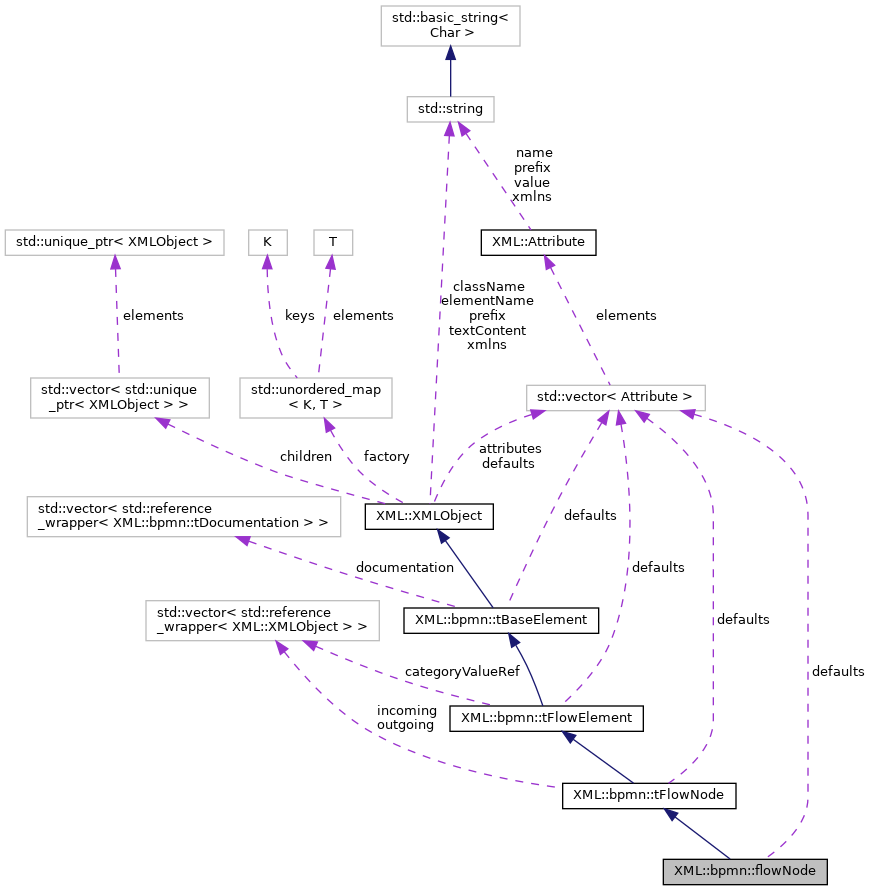 std::basic_string<
Char >
std::string
name
prefix
value
xmlns
std::unique_ptr< XMLObject >
K
T
XML::Attribute
className
elementName
prefix
textContent
xmlns
elements
keys
elements
elements
std::vector< std::unique
_ptr< XMLObject > >
std::unordered_map
< K, T >
std::vector< Attribute >
children
factory
attributes
defaults
std::vector< std::reference
_wrapper< XML::bpmn::tDocumentation > >
XML::XMLObject
defaults
documentation
defaults
std::vector< std::reference
_wrapper< XML::XMLObject > >
XML::bpmn::tBaseElement
defaults
categoryValueRef
defaults
incoming
outgoing
XML::bpmn::tFlowElement
XML::bpmn::tFlowNode
XML::bpmn::flowNode